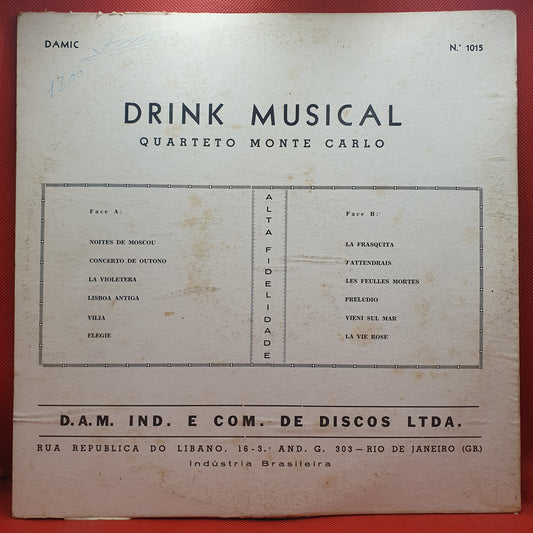 DAMIC
N.º 1015
1800
DRINK MUSICAL
QUARTETO MONTE CARLO
Face A:
NOITES DE MOSCOU
CONCERTO DE OUTONO
LA VIOLETERA
LISBOA ANTIGA
VILIA
ELEGIE
ALTA FIDELIDADE
Face B:
LA FRASQUITA
J'ATTENDRAIS
LES FEULLES MORTES
PRELUDIO
VIENI SUL MAR
LA VIE ROSE
D.A.M. IND. E COM. DE DISCOS LTDA.
RUA REPUBLICA DO LIBANO, 16-3.º AND. G. 303 — RIO DE JANEIRO (GB.)
Indústria Brasileira